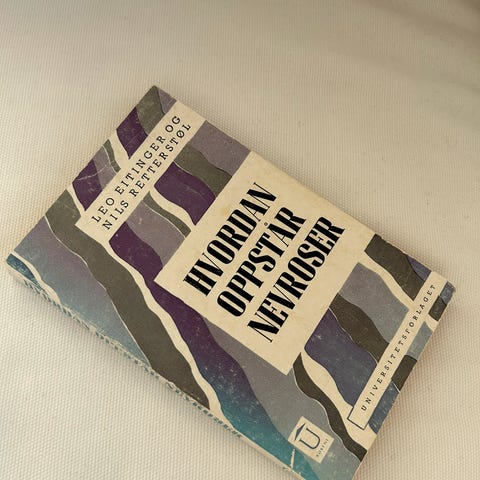 LEO EITINGER OG
NILS RETTERSTØL
HVORDAN
OPPSTÅR
NEVROSER
UNIVERSITETSFORLAGET
U